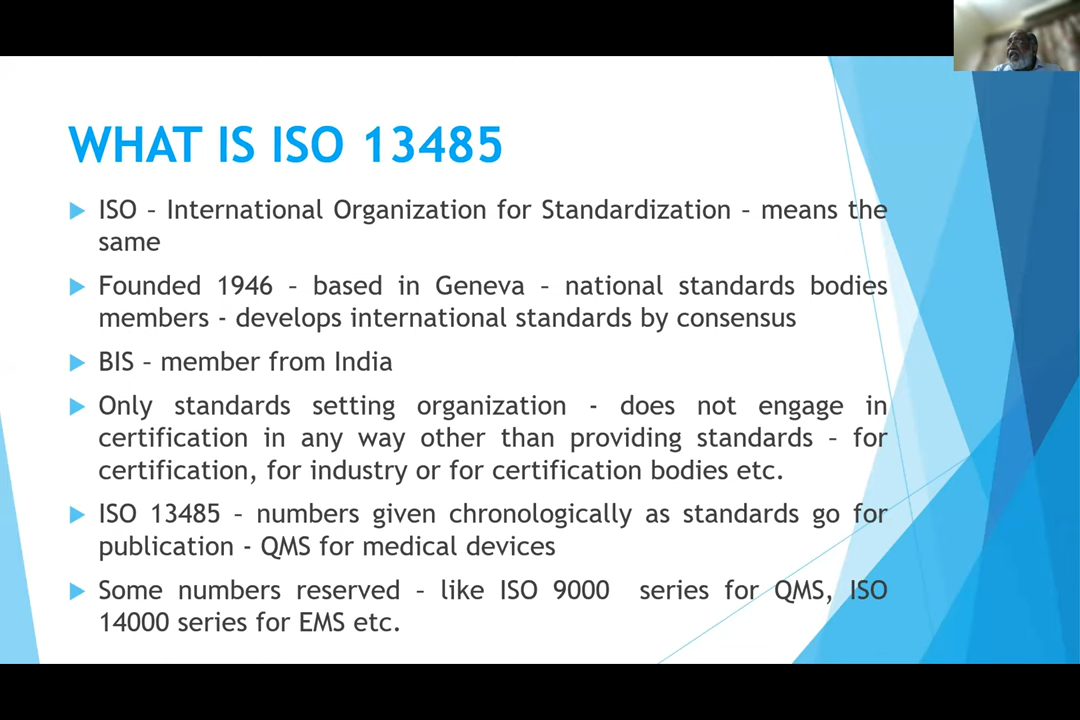 WHAT IS ISO 13485
ISO – International Organization for Standardization – means the
same
Founded 1946 – based in Geneva – national standards bodies
members - develops international standards by consensus
BIS – member from India
Only standards setting organization - does not engage in
certification in any way other than providing standards – for
certification, for industry or for certification bodies etc.
ISO 13485 – numbers given chronologically as standards go for
publication - QMS for medical devices
Some numbers reserved – like ISO 9000 series for QMS, ISO
14000 series for EMS etc.